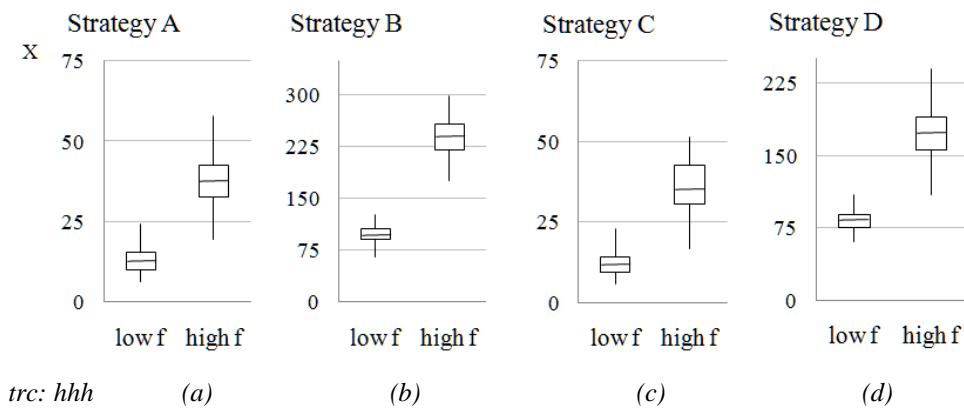 Strategy A
Strategy B
Strategy C
Strategy D
X
75
50
25
0
low f high f
300
225
150
75
0
low f high f
75
50
25
0
low f high f
225
150
75
0
low f high f
trc: hhh (a) (b) (c) (d)